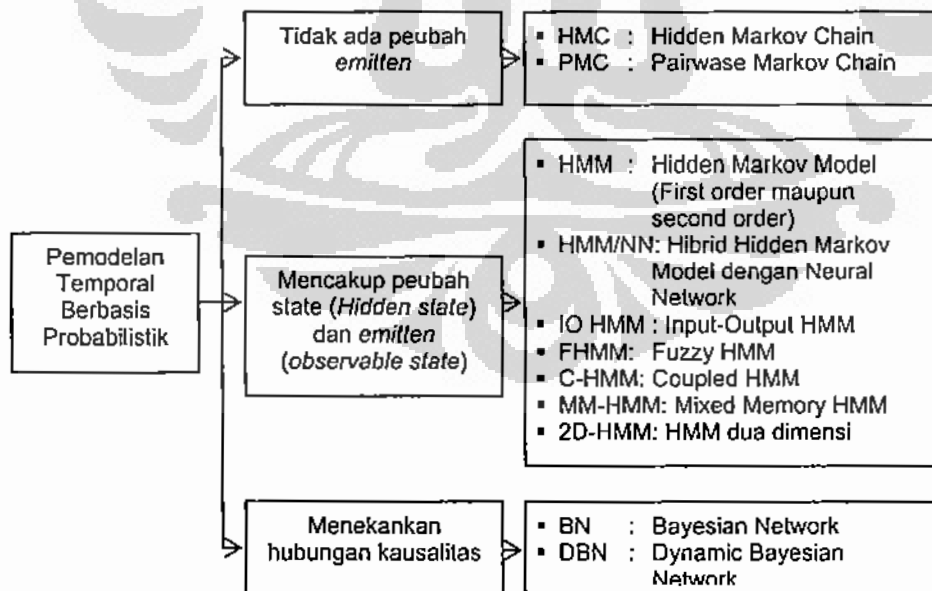 Tidak ada peubah
emitten
▪ HMC : Hidden Markov Chain
▪ PMC : Pairwase Markov Chain
Pemodelan
Temporal
Berbasis
Probabilistik
Mencakup peubah
state (Hidden state)
dan emitten
(observable state)
▪ HMM : Hidden Markov Model
(First order maupun
second order)
▪ HMM/NN: Hibrid Hidden Markov
Model dengan Neural
Network
▪ IO HMM : Input-Output HMM
▪ FHMM: Fuzzy HMM
▪ C-HMM: Coupled HMM
▪ MM-HMM: Mixed Memory HMM
▪ 2D-HMM: HMM dua dimensi
Menekankan
hubungan kausalitas
▪ BN : Bayesian Network
▪ DBN : Dynamic Bayesian
Network